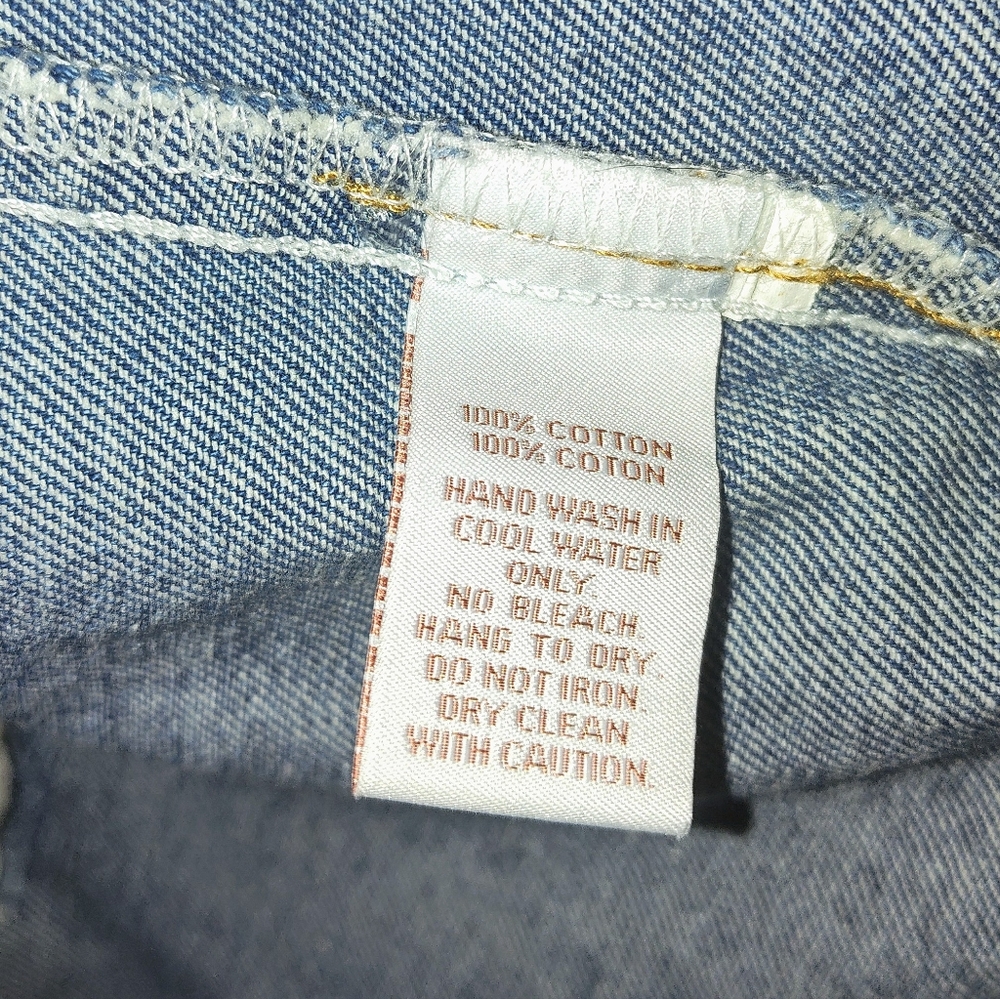 100% COTTON
100% COTON
HAND WASH IN
COOL WATER
ONLY.
NO BLEACH.
HANG TO DRY.
DO NOT IRON
DRY CLEAN
WITH CAUTION.